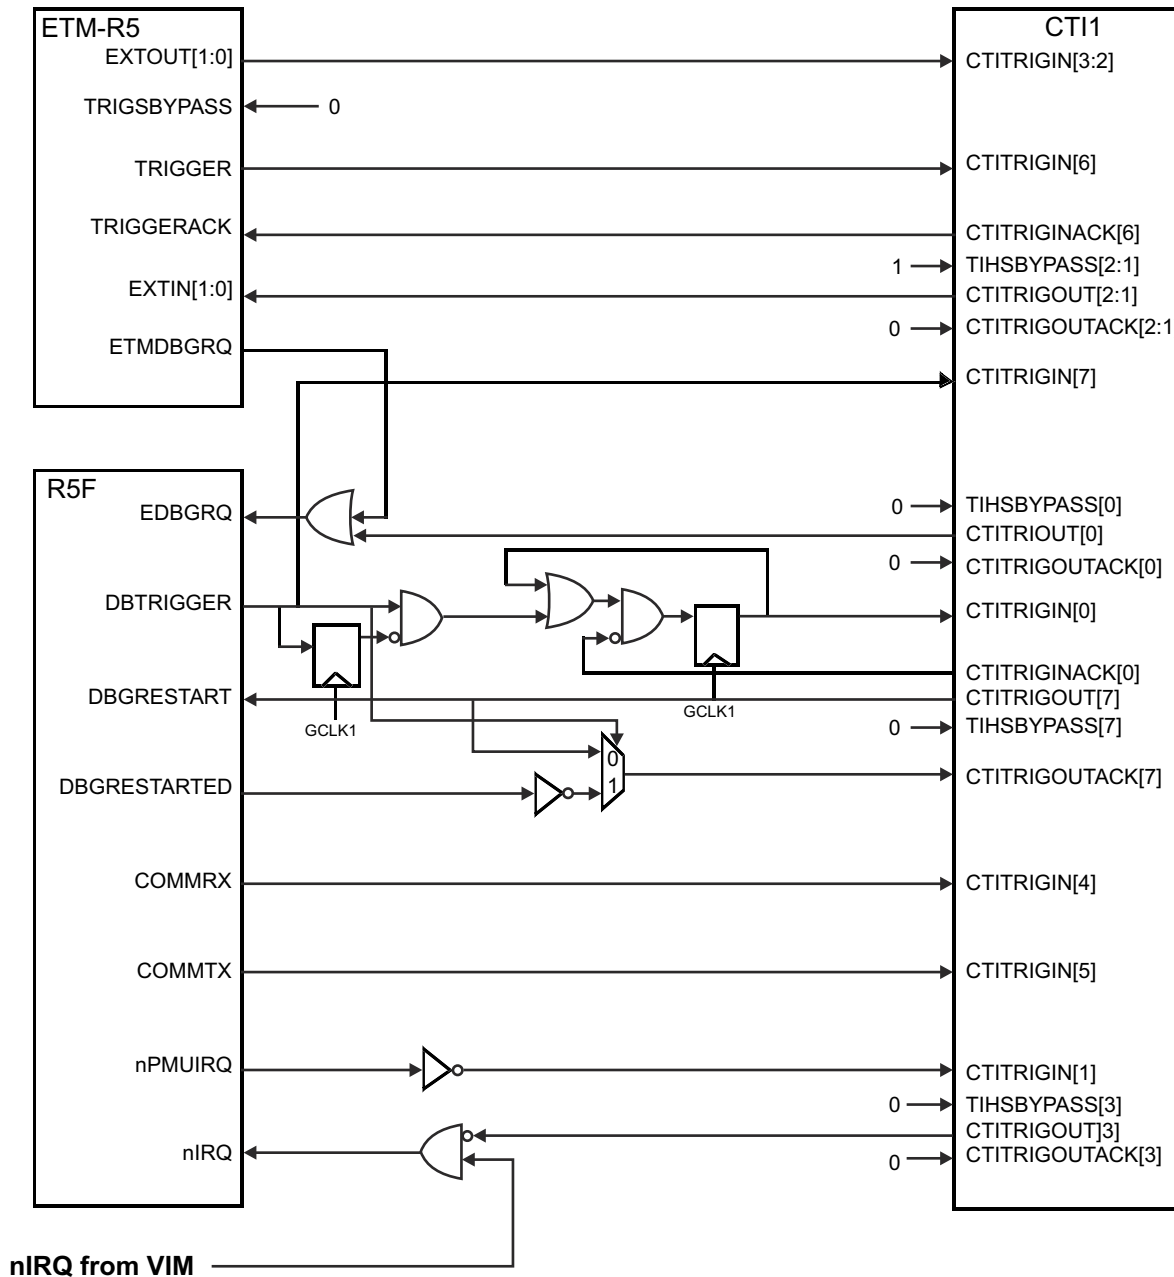 ETM-R5
CTI1
EXTOUT[1:0]
CTITRIGIN[3:2]
TRIGSBYPASS
0
TRIGGER
CTITRIGIN[6]
TRIGGERACK
CTITRIGINACK[6]
1
TIHSBYPASS[2:1]
EXTIN[1:0]
CTITRIGOUT[2:1]
0
CTITRIGOUTACK[2:1
ETMDBGRQ
CTITRIGIN[7]
R5F
EDBGRQ
0
TIHSBYPASS[0]
CTITRIOUT[0]
0
CTITRIGOUTACK[0]
DBTRIGGER
CTITRIGIN[0]
CTITRIGINACK[0]
DBGRESTART
CTITRIGOUT[7]
GCLK1
GCLK1
0
TIHSBYPASS[7]
0
1
DBGRESTARTED
CTITRIGOUTACK[7]
COMMRX
CTITRIGIN[4]
COMMTX
CTITRIGIN[5]
nPMUIRQ
CTITRIGIN[1]
0
TIHSBYPASS[3]
CTITRIGOUT]3]
nIRQ
0
CTITRIGOUTACK[3]
nIRQ from VIM